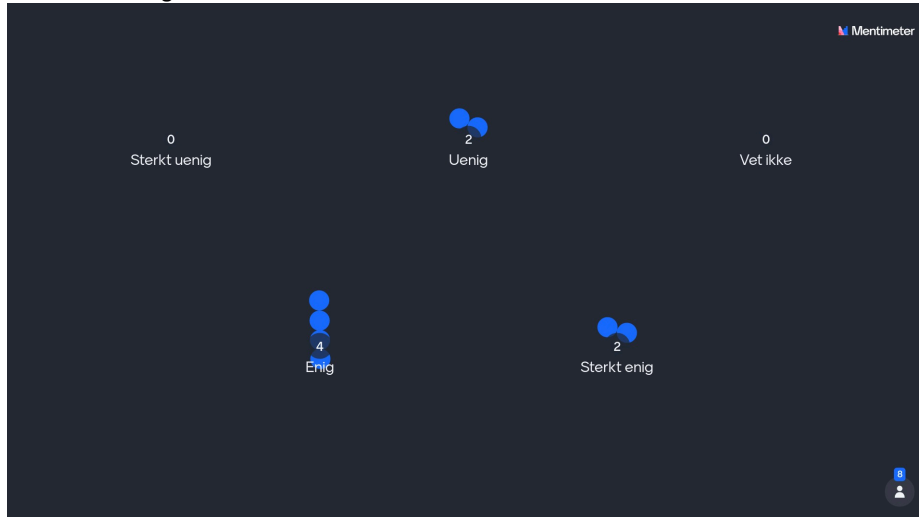 Mentimeter
0
Sterkt uenig
2
Uenig
0
Vet ikke
4
Enig
2
Sterkt enig
8